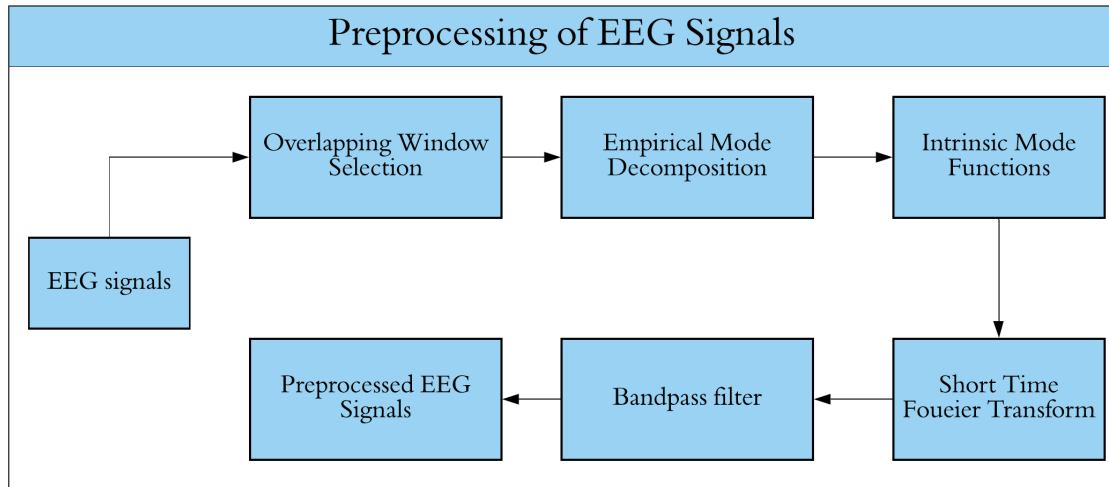 Preprocessing of EEG Signals
Overlapping Window
Selection
Empirical Mode
Decomposition
Intrinsic Mode
Functions
EEG signals
Preprocessed EEG
Signals
Bandpass filter
Short Time
Foueier Transform